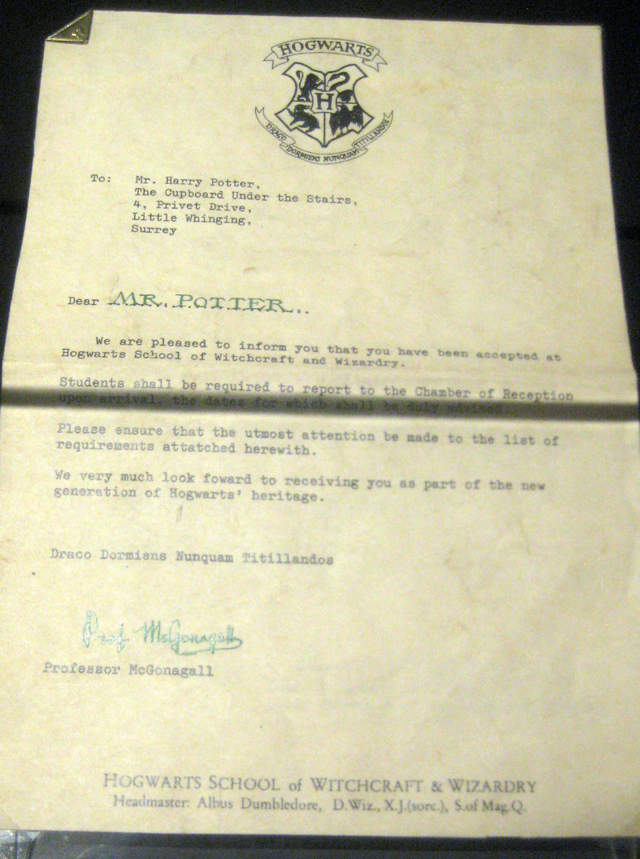 HOGWARTS
H
DRACO DORMIENS NUNQUAM TITILLANDUS
To: Mr. Harry Potter,
The Cupboard Under the Stairs,
4, Privet Drive,
Little Whinging,
Surrey
Dear MR. POTTER..
We are pleased to inform you that you have been accepted at
Hogwarts School of Witchcraft and Wizardry.
Students shall be required to report to the Chamber of Reception
upon arrival, the dates for which shall be duly advised.
Please ensure that the utmost attention be made to the list of
requirements attatched herewith.
We very much look foward to receiving you as part of the new
generation of Hogwarts' heritage.
Draco Dormiens Nunquam Titillandos
Prof McGonagall
Professor McGonagall
HOGWARTS SCHOOL of WITCHCRAFT & WIZARDRY
Headmaster: Albus Dumbledore, D.Wiz., X.J.(sorc.), S.of Mag.Q.